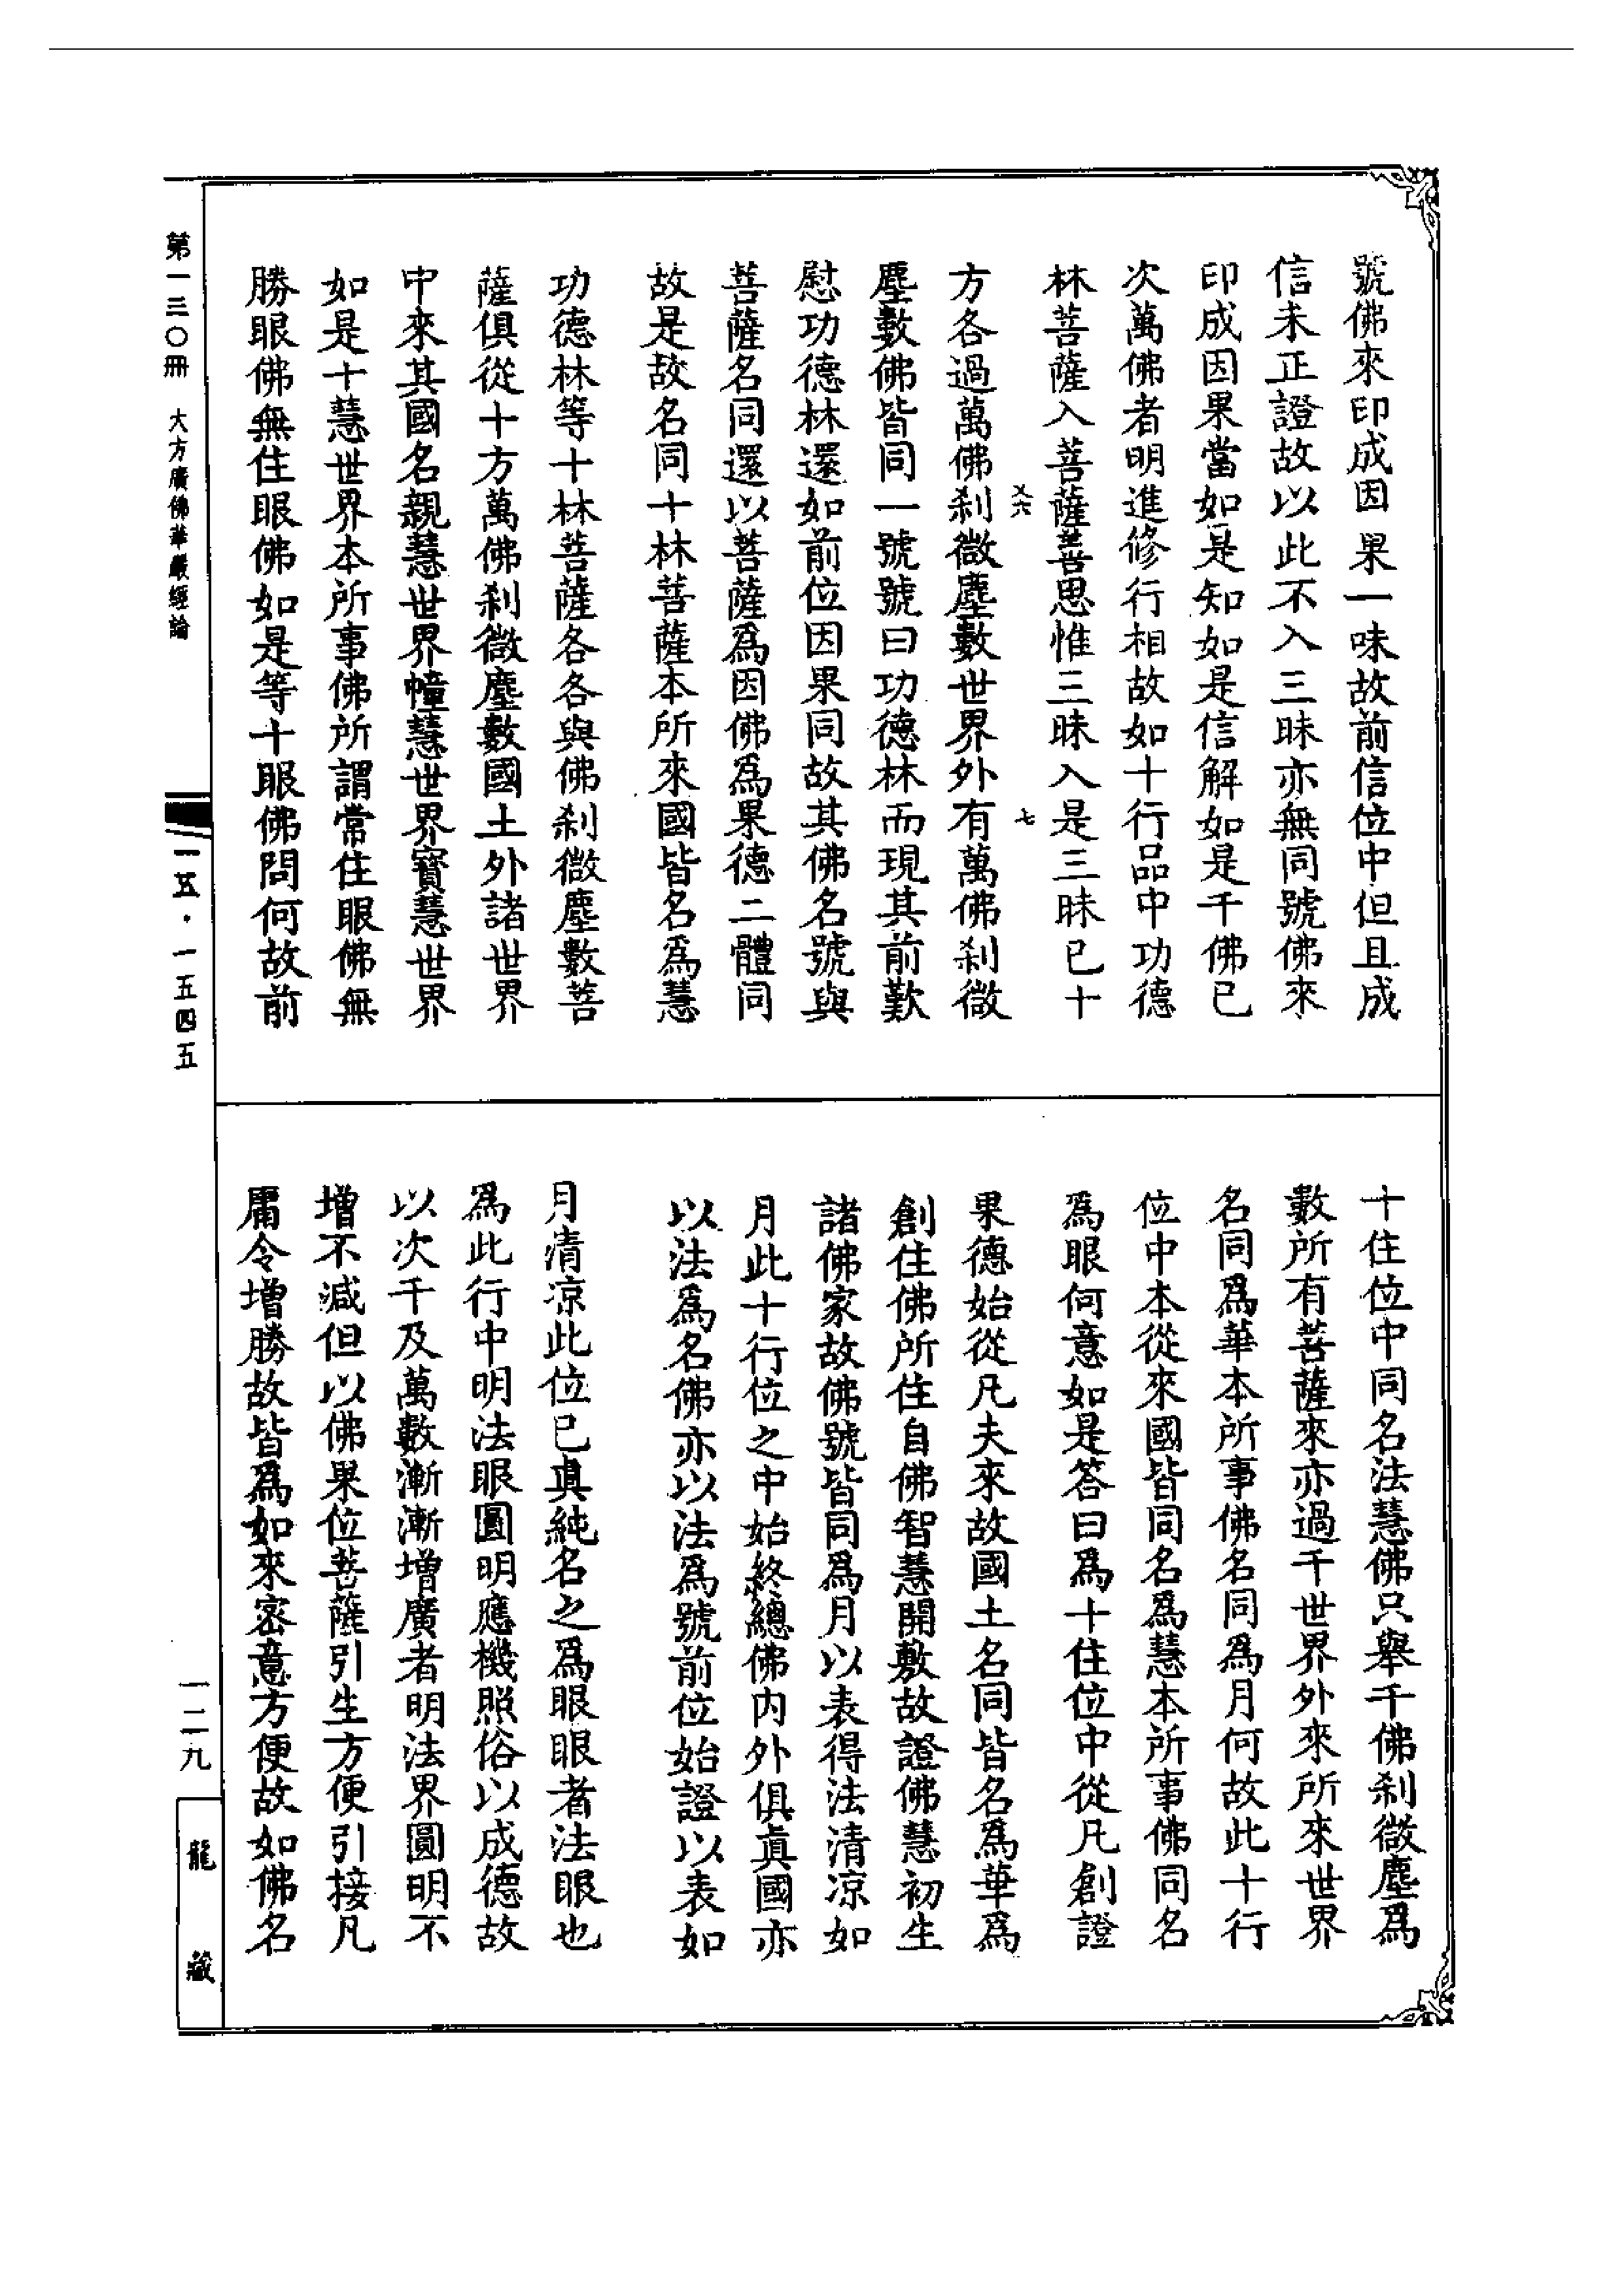 號佛來印成因果一味故前信位中但且成
信未正證故以此不入三昧亦無同號佛來
印成因果當如是知如是信解如是千佛已
次萬佛者明進修行相故如十行品中功德
林菩薩入菩薩善思惟三昧入是三昧已十
六
七
方各過萬佛刹微塵數世界外有萬佛刹微
塵數佛皆同一號號曰功德林而現其前歎
慰功德林還如前位因果同故其佛名號與
菩薩名同還以菩薩爲因佛爲果德二體同
故是故名同十林菩薩本所來國皆名爲慧
功德林等十林菩薩各各與佛刹微塵數菩
薩俱從十方萬佛刹微塵數國土外諸世界
中來其國名親慧世界幢慧世界寶慧世界
如是十慧世界本所事佛所謂常住眼佛無
勝眼佛無住眼佛如是等十眼佛問何故前
十住位中同名法慧佛只舉千佛刹微塵爲
數所有菩薩來亦過千世界外來所來世界
名同爲華本所事佛名同爲月何故此十行
位中本從來國皆同名爲慧本所事佛同名
爲眼何意如是答曰爲十住位中從凡創證
果德始從凡夫來故國土名同皆名爲華爲
創住佛所住自佛智慧開敷故證佛慧初生
諸佛家故佛號皆同爲月以表得法清凉如
月此十行位之中始終總佛内外俱眞國亦
以法爲名佛亦以法爲號前位始證以表如
月清凉此位已眞純名之爲眼眼者法眼也
爲此行中明法眼圓明應機照俗以成德故
以次千及萬數漸漸增廣者明法界圓明不
增不減但以佛果位菩薩引生方便引接凡
庸令增勝故皆爲如來密意方便故如佛名
第一三〇冊 大方廣佛華嚴經論
一五・一五四五
一二九
龍藏